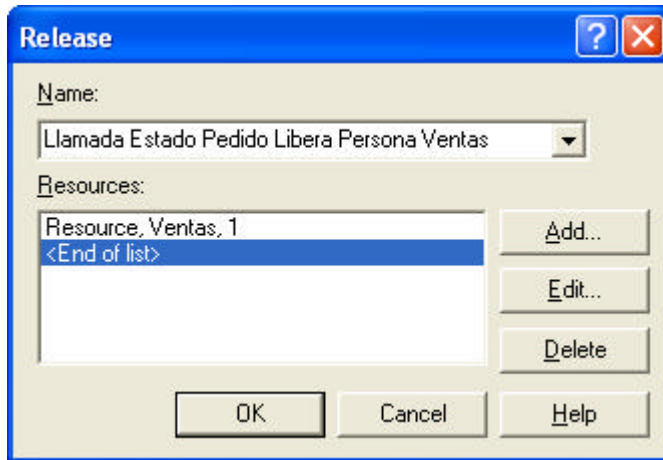 Release
Name:
Llamada Estado Pedido Libera Persona Ventas
Resources:
Resource, Ventas, 1
<End of list>
Add...
Edit...
Delete
OK
Cancel
Help